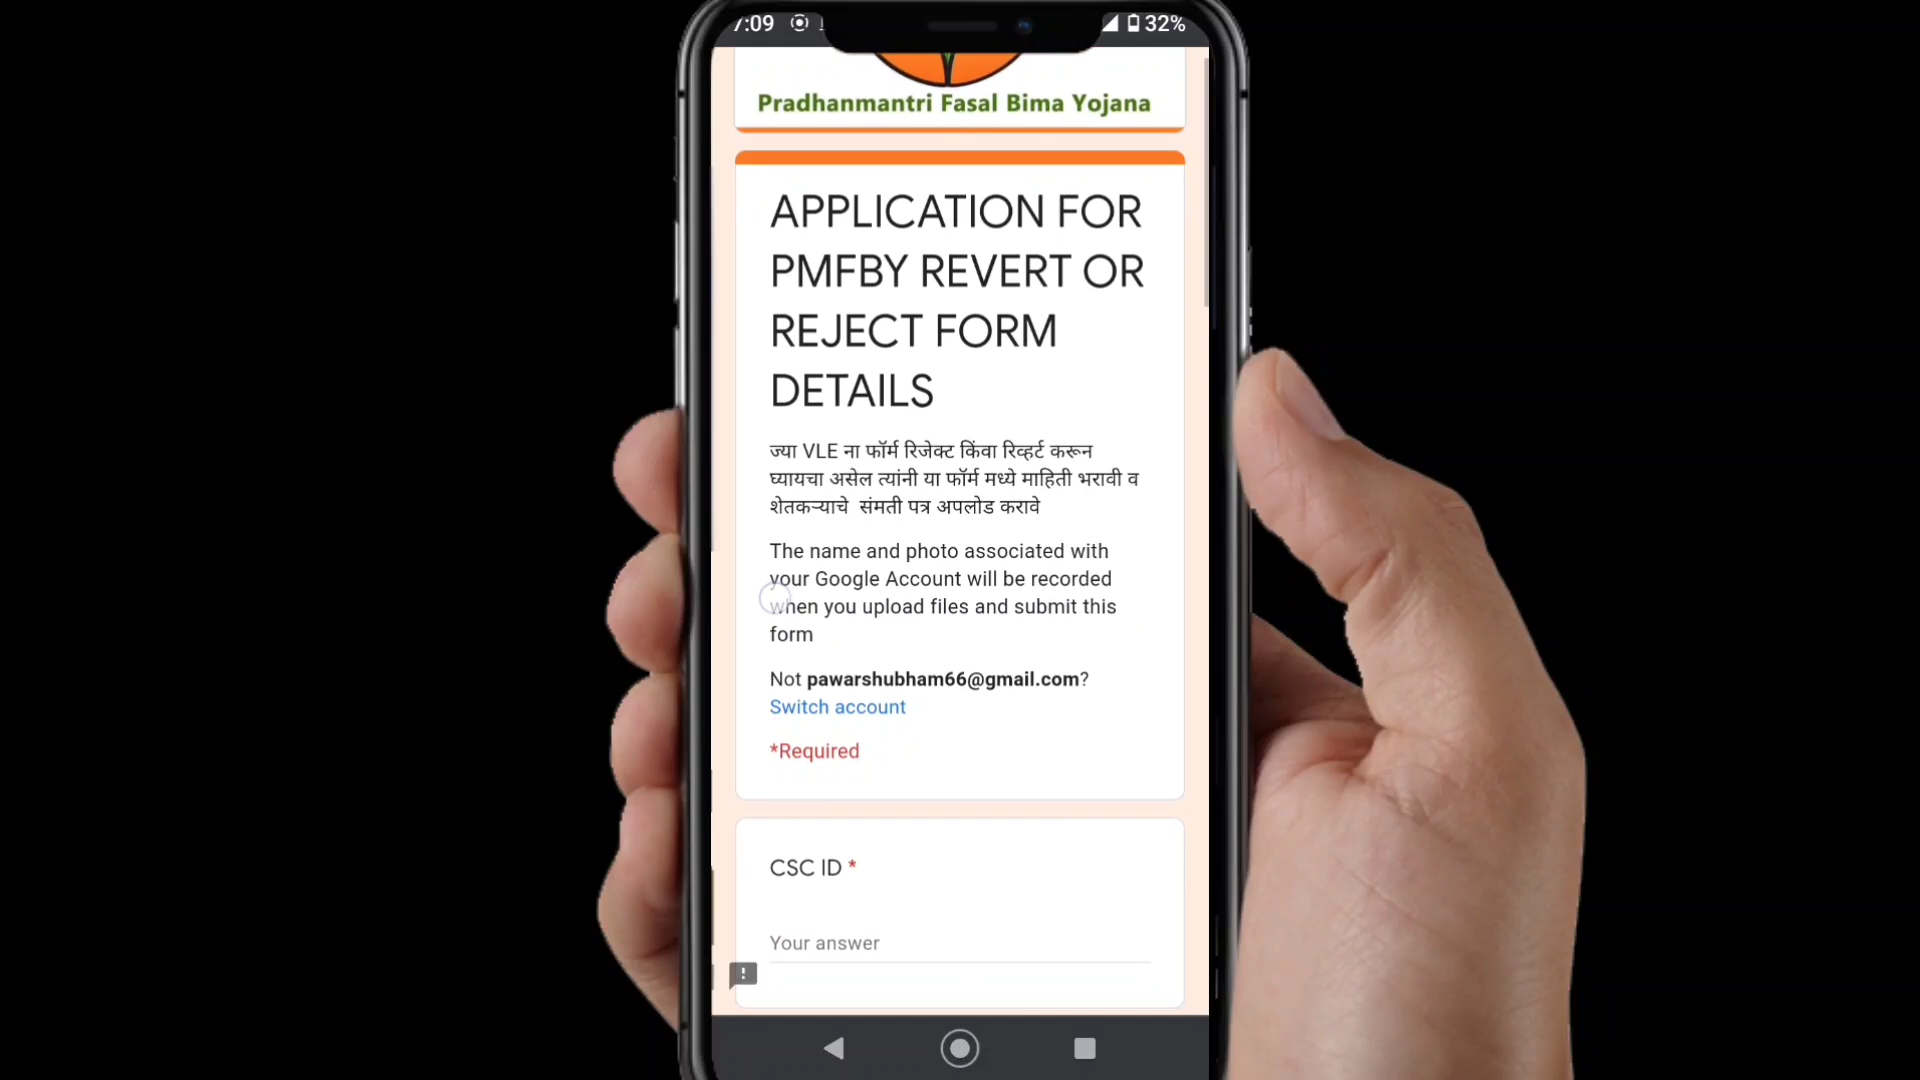 7:09
32%
Pradhanmantri Fasal Bima Yojana
APPLICATION FOR
PMFBY REVERT OR
REJECT FORM
DETAILS
ज्या VLE ना फॉर्म रिजेक्ट किंवा रिव्हर्ट करून
घ्यायचा असेल त्यांनी या फॉर्म मध्ये माहिती भरावी व
शेतकऱ्याचे संमती पत्र अपलोड करावे
The name and photo associated with
your Google Account will be recorded
when you upload files and submit this
form
Not pawarshubham66@gmail.com?
Switch account
*Required
CSC ID *
Your answer